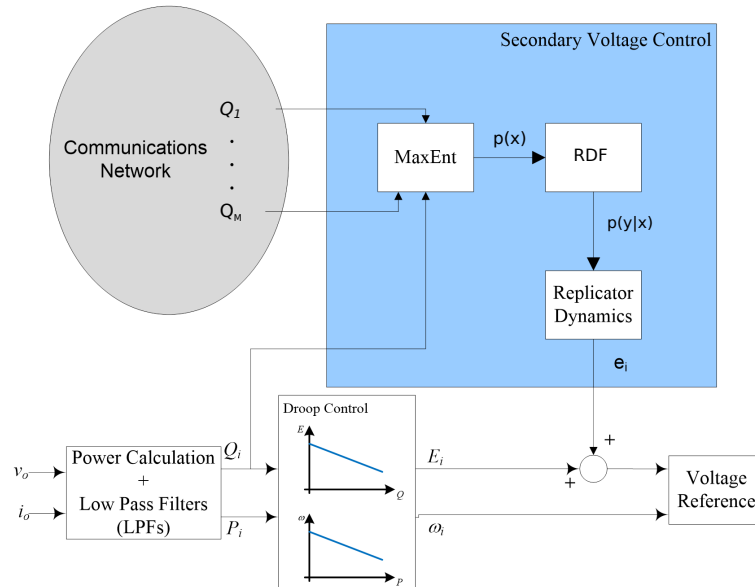 Secondary Voltage Control
Q1
.
.
.
QM
Communications
Network
MaxEnt
p(x)
RDF
p(y|x)
Replicator
Dynamics
ei
Droop Control
E
Q
ω
P
vo
io
Power Calculation
+
Low Pass Filters
(LPFs)
Qi
Pi
Ei
ωi
+
+
Voltage
Reference